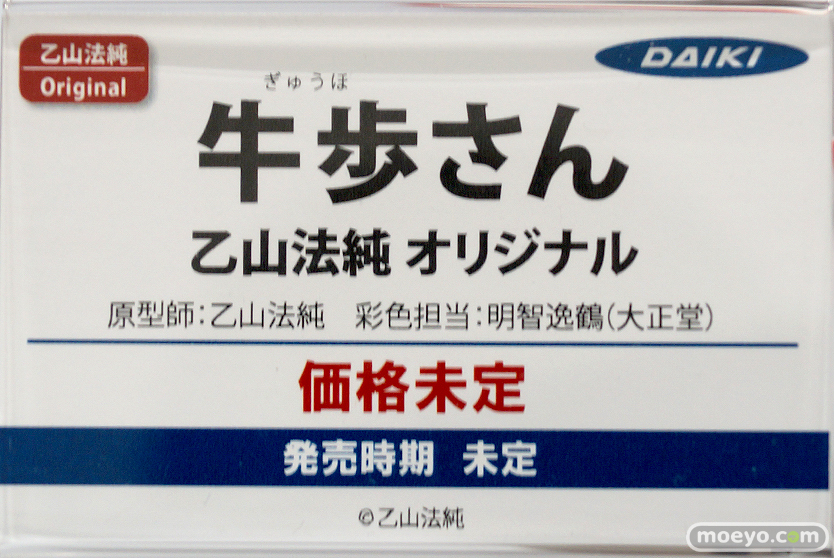 乙山法純
Original
DAIKI
ぎゅうほ
牛歩さん
乙山法純 オリジナル
原型師:乙山法純　彩色担当:明智逸鶴(大正堂)
価格未定
発売時期 未定
©乙山法純
moeyo.com